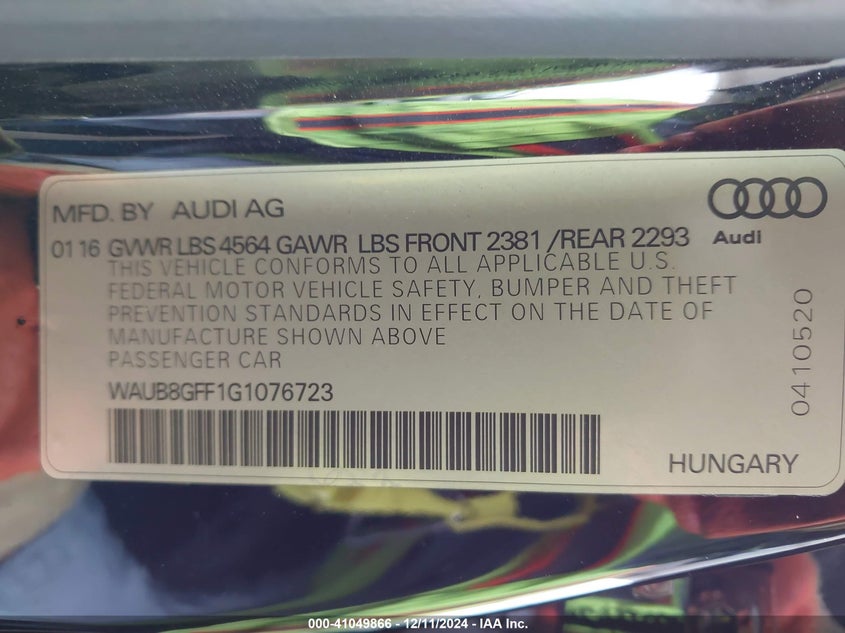 MFD. BY AUDI AG
01 16 GVWR LBS 4564 GAWR LBS FRONT 2381 /REAR 2293
Audi
THIS VEHICLE CONFORMS TO ALL APPLICABLE U.S.
FEDERAL MOTOR VEHICLE SAFETY, BUMPER AND THEFT
PREVENTION STANDARDS IN EFFECT ON THE DATE OF
MANUFACTURE SHOWN ABOVE
PASSENGER CAR
WAUB8GFF1G1076723
0410520
HUNGARY
000-41049866 - 12/11/2024 - IAA Inc.